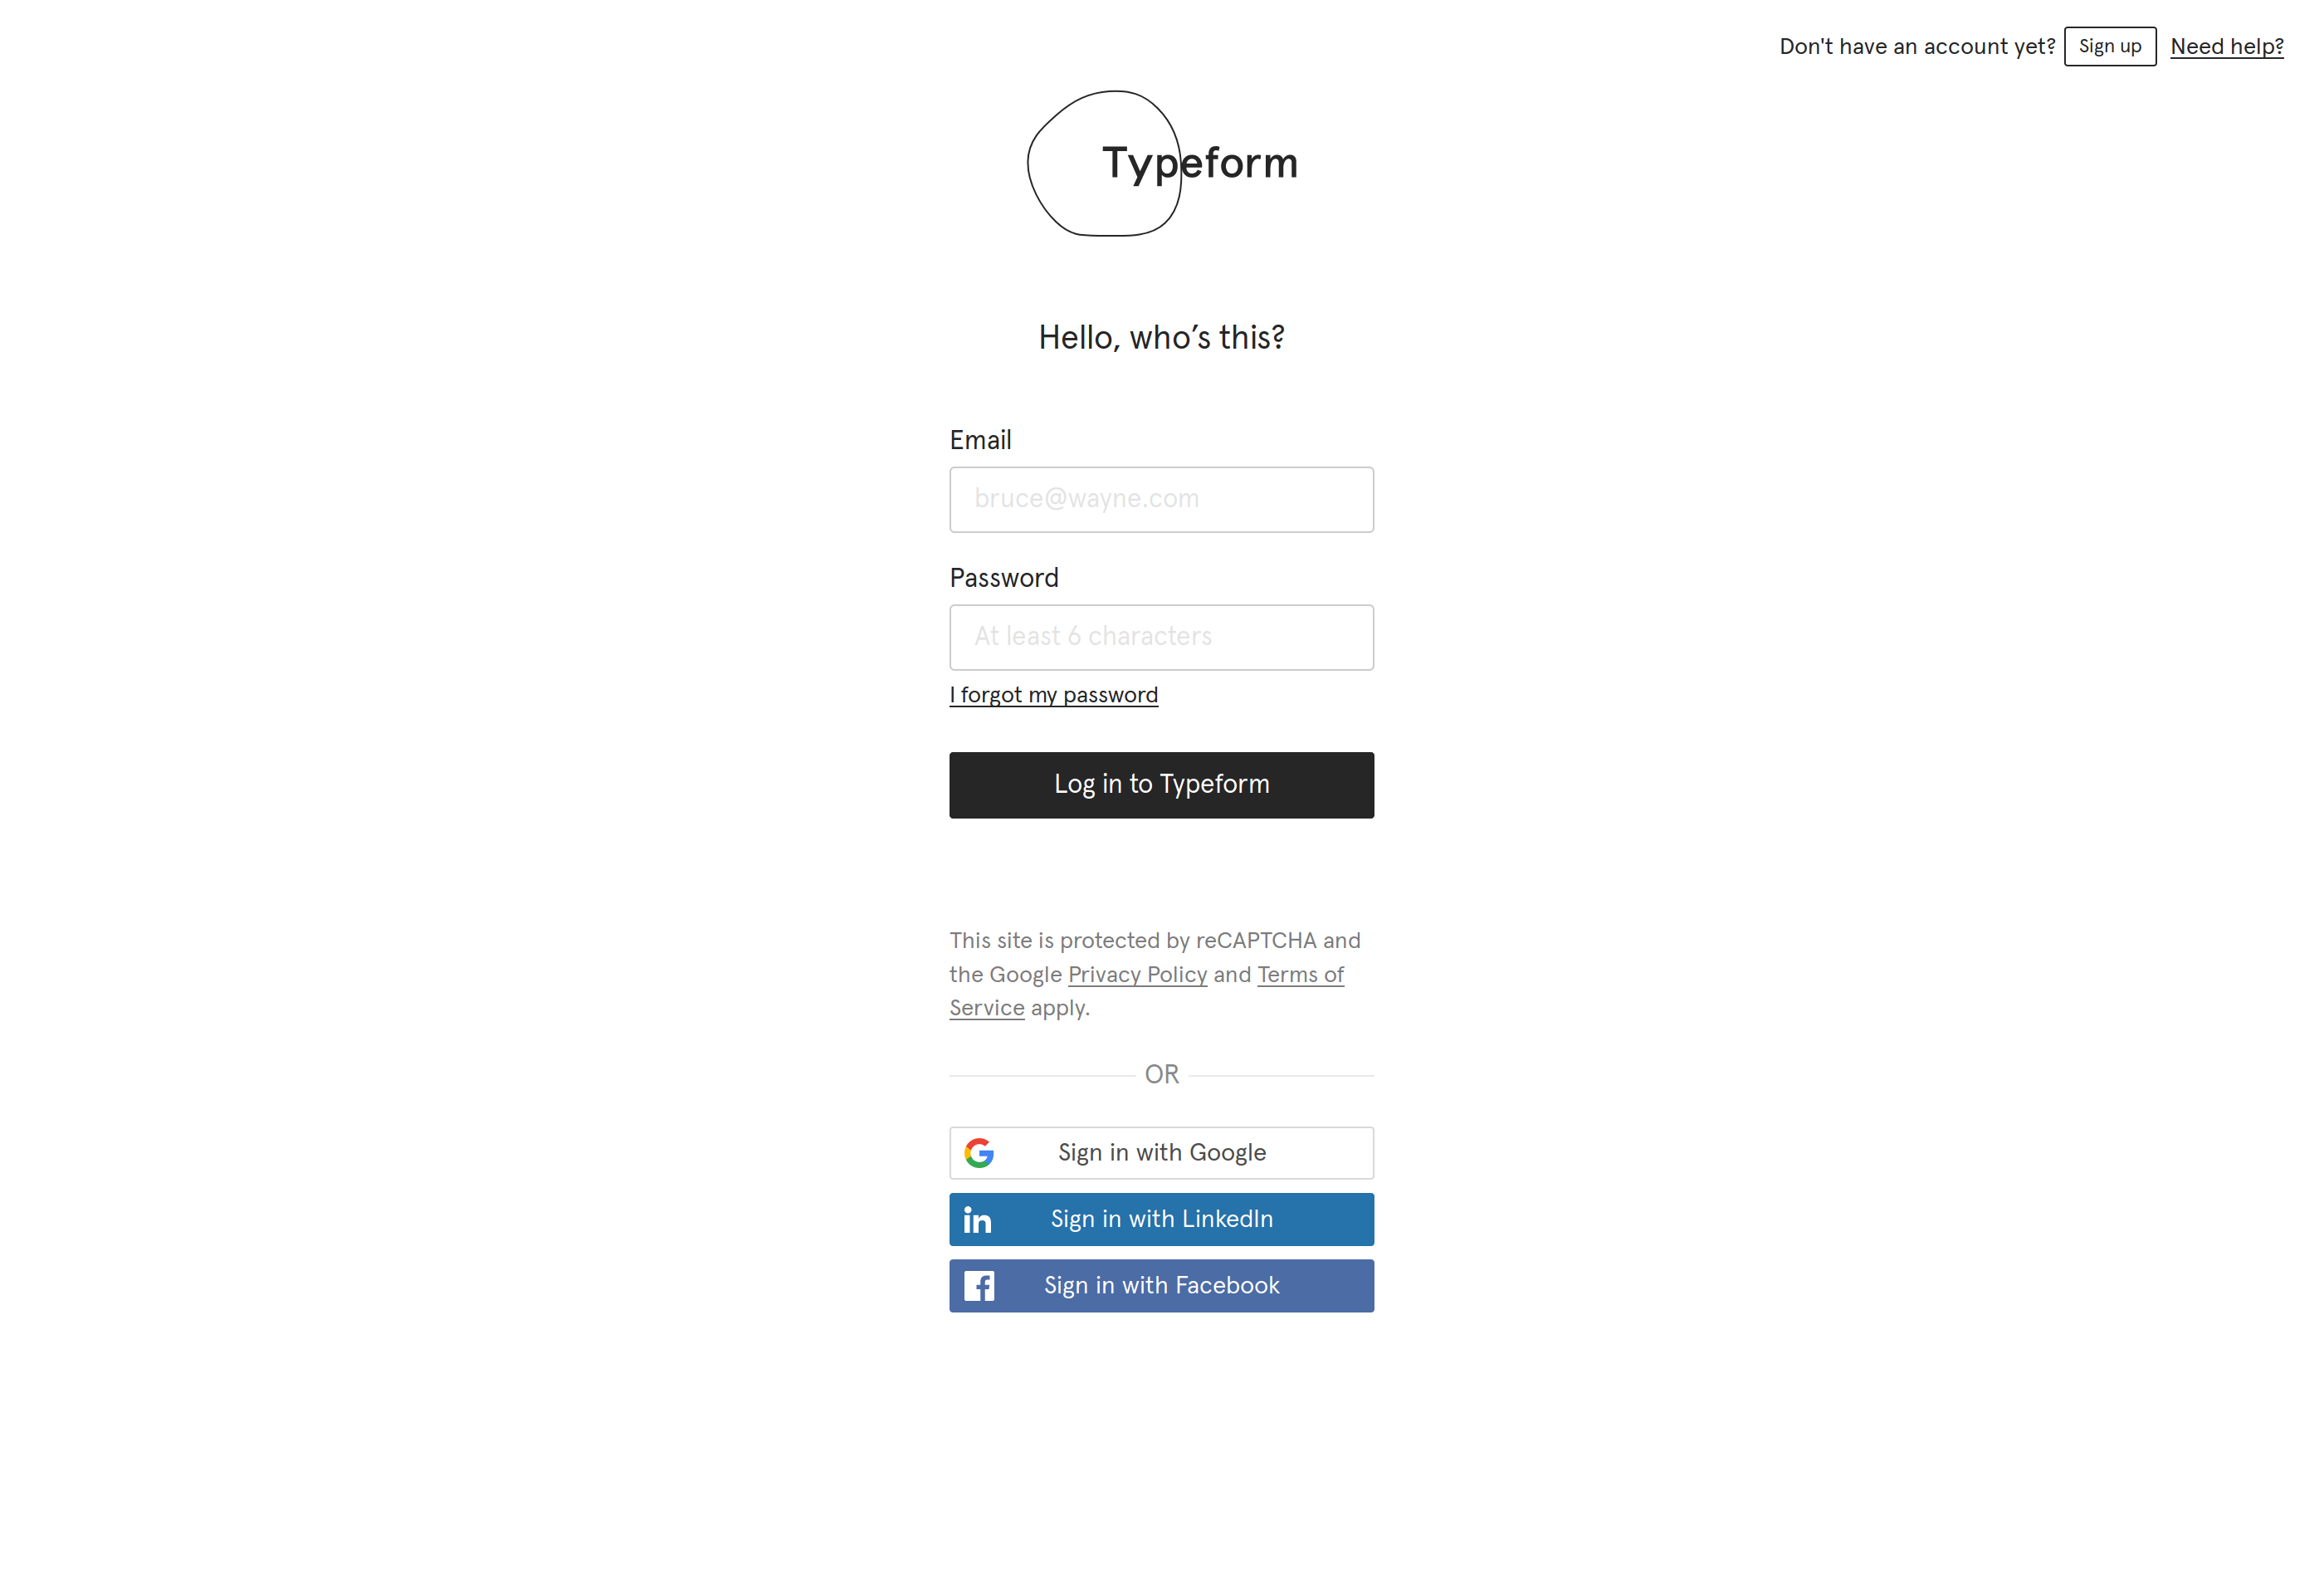 Don't have an account yet? Sign up Need help?
Typeform
Hello, who’s this?
Email
bruce@wayne.com
Password
At least 6 characters
I forgot my password
Log in to Typeform
This site is protected by reCAPTCHA and
the Google Privacy Policy and Terms of
Service apply.
OR
Sign in with Google
in Sign in with LinkedIn
f Sign in with Facebook